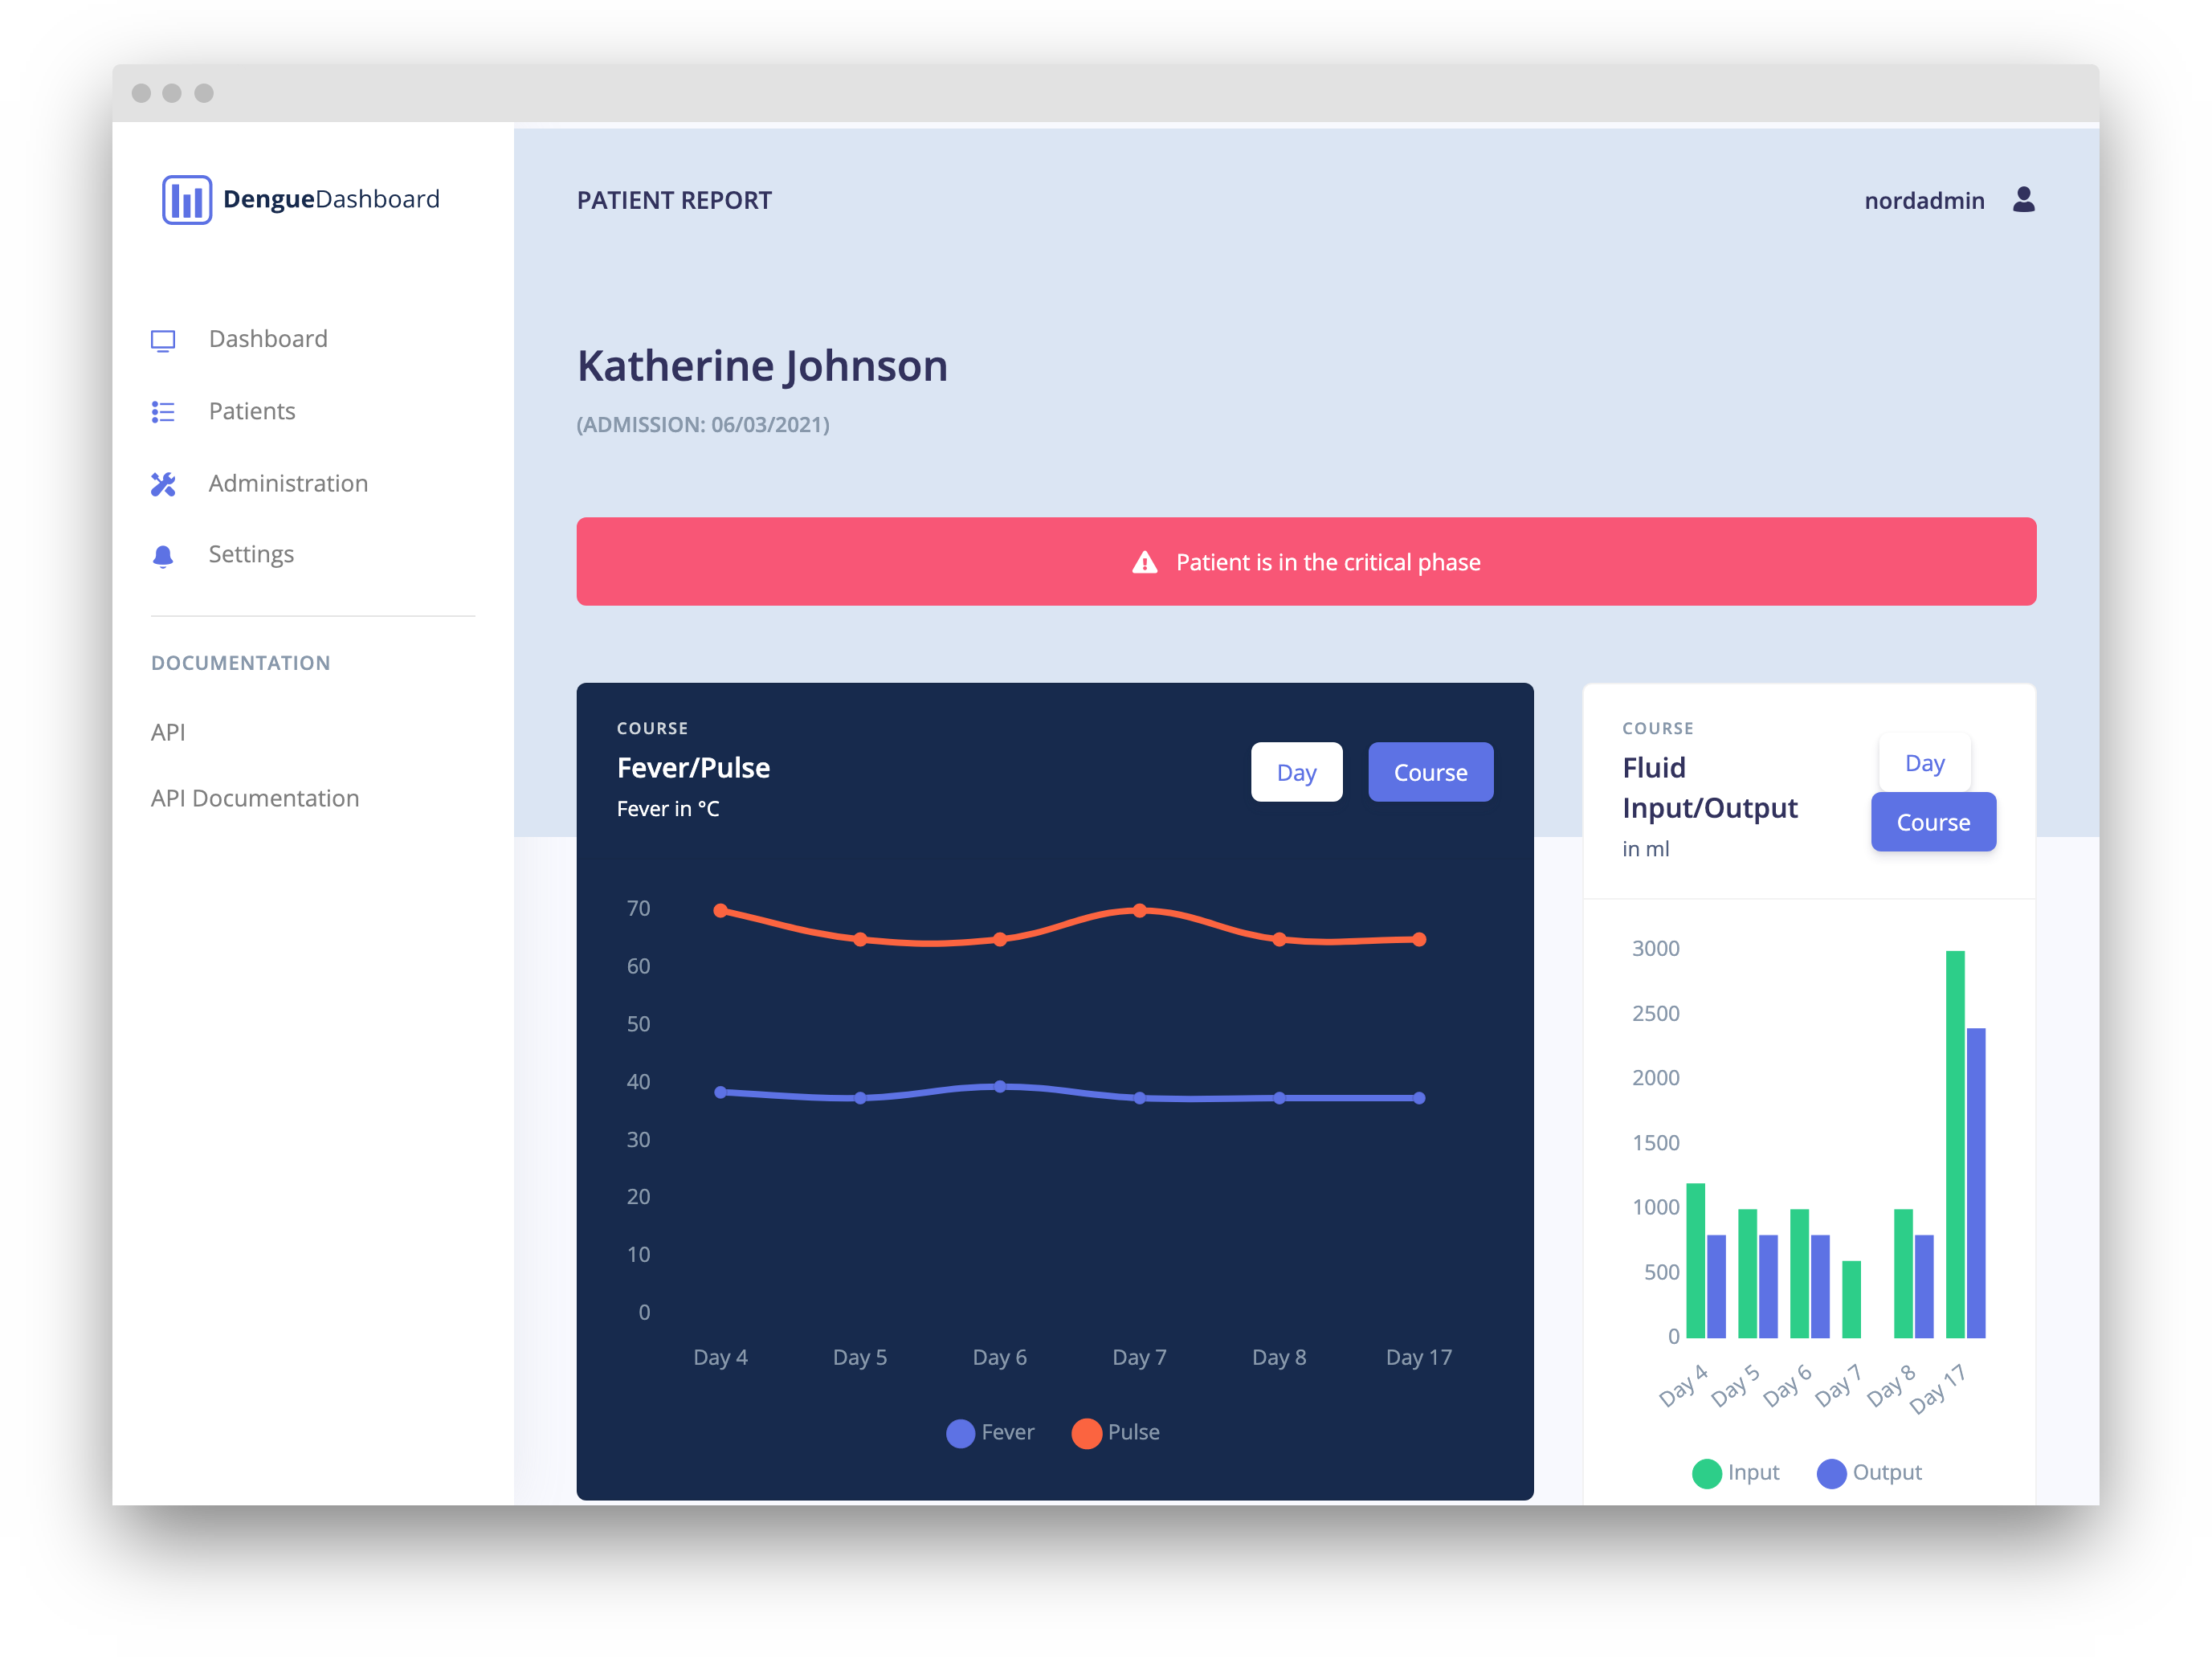 DengueDashboard
Dashboard
Patients
Administration
Settings
DOCUMENTATION
API
API Documentation
PATIENT REPORT
nordadmin
Katherine Johnson
(ADMISSION: 06/03/2021)
Patient is in the critical phase
COURSE
Fever/Pulse
Fever in °C
Day
Course
70
60
50
40
30
20
10
0
Day 4 Day 5 Day 6 Day 7 Day 8 Day 17
Fever Pulse
COURSE
Fluid
Input/Output
in ml
Day
Course
3000
2500
2000
1500
1000
500
0
Day 4 Day 5 Day 6 Day 7 Day 8 Day 17
Input Output